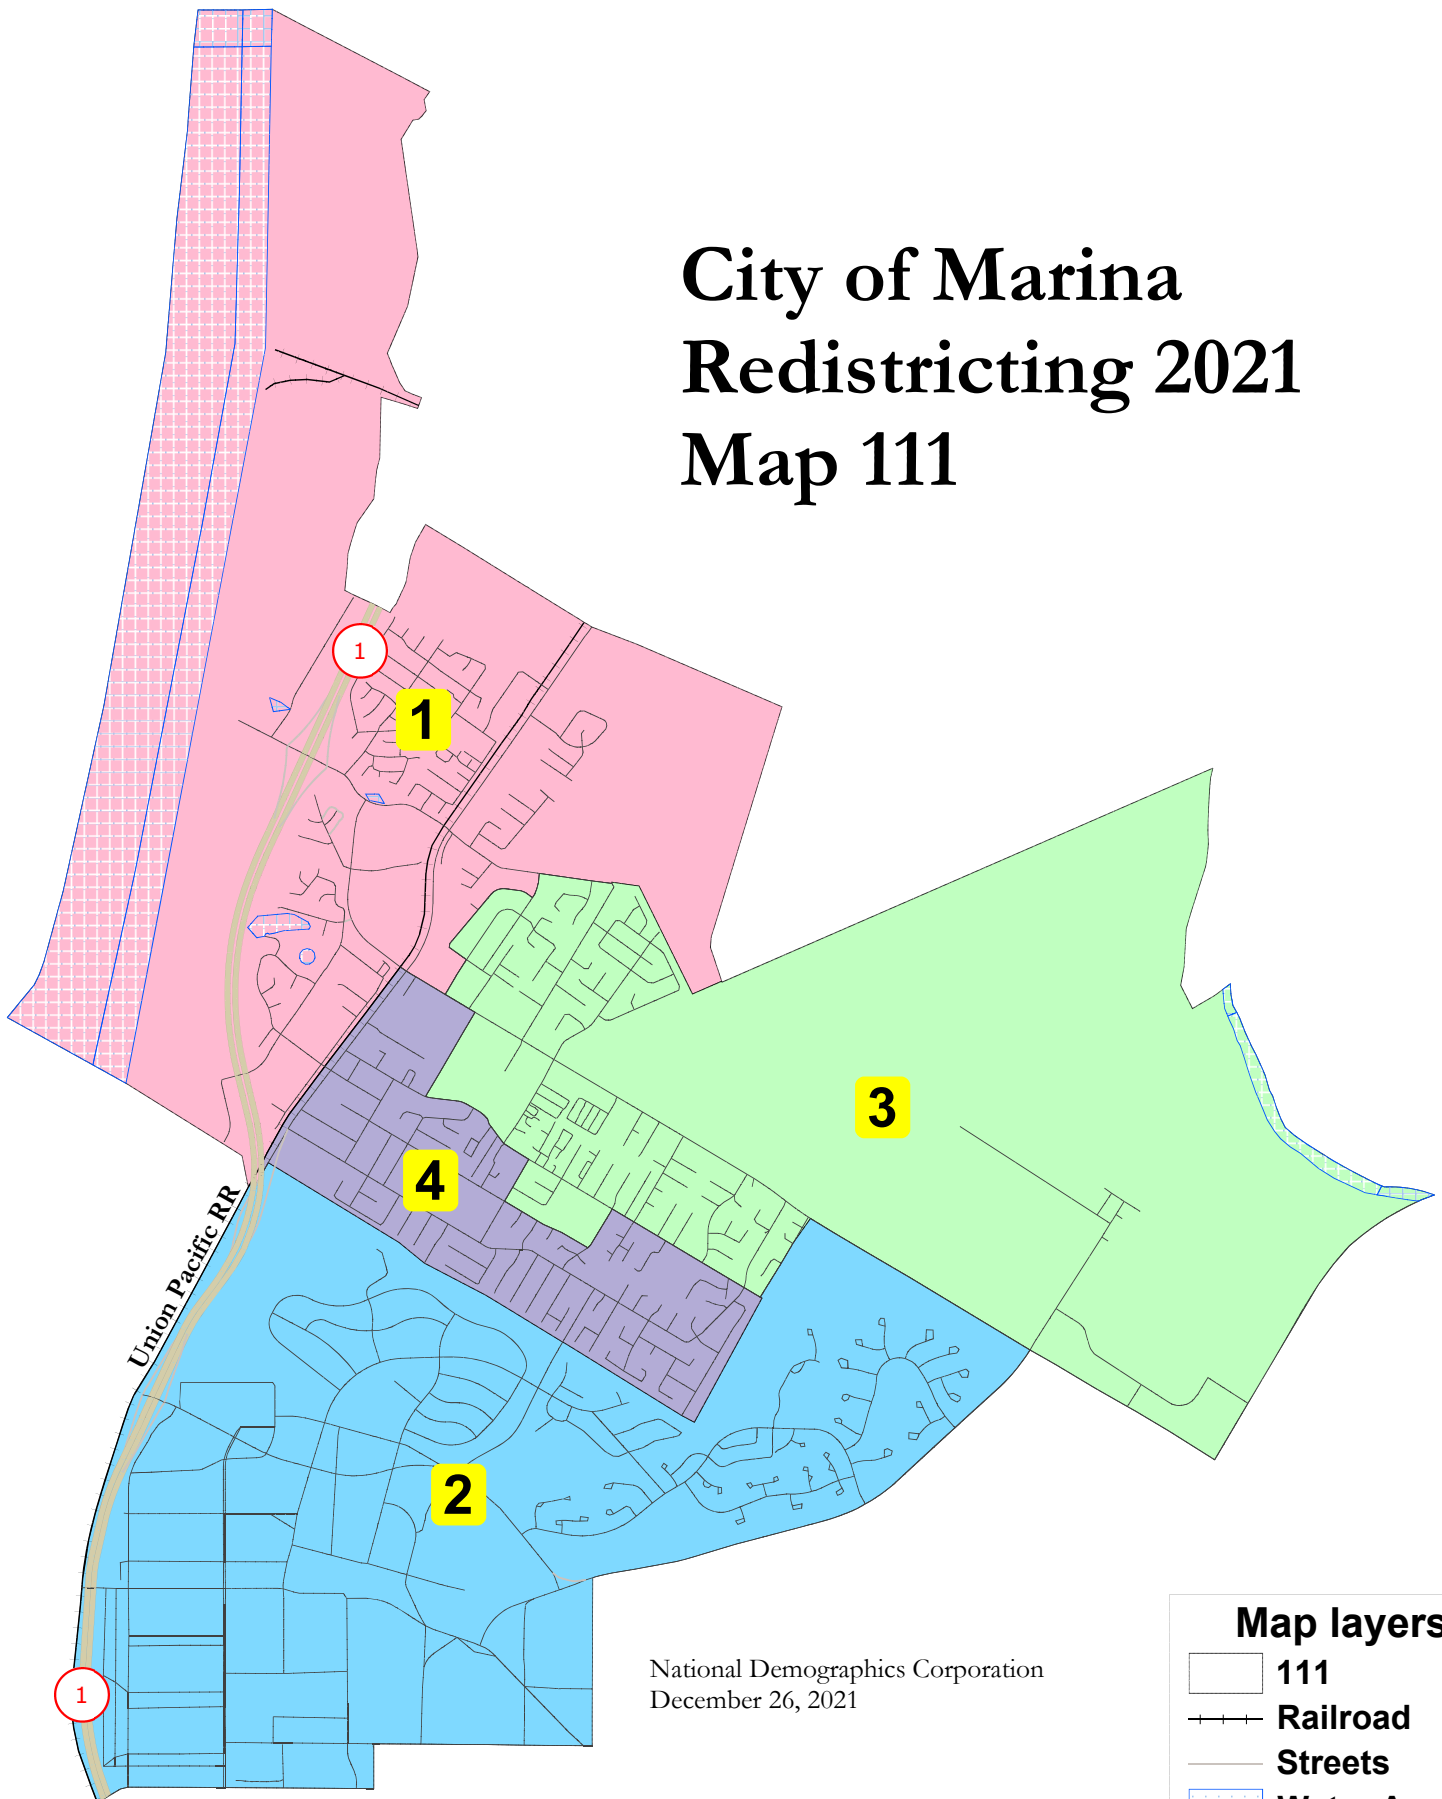 City of Marina
Redistricting 2021
Map 111
1
1
3
4
Union Pacific RR
2
1
National Demographics Corporation
December 26, 2021
Map layers
111
Railroad
Streets